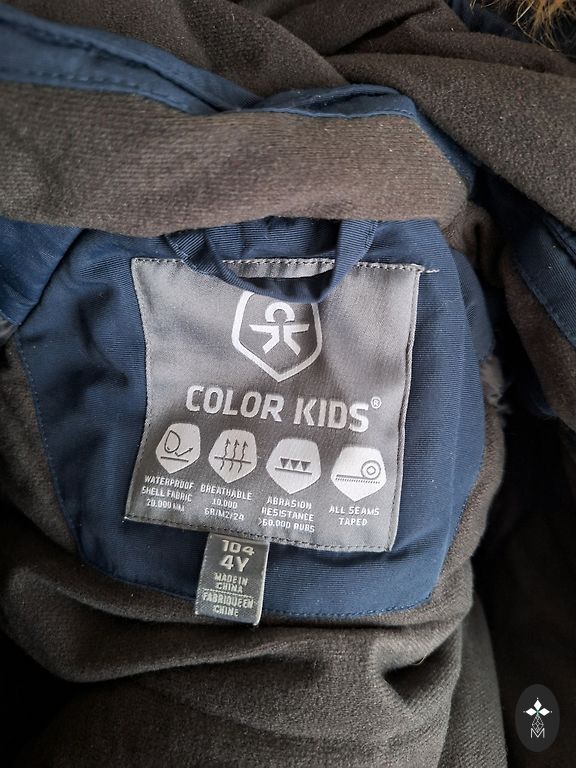 COLOR KIDS®
WATERPROOF
SHELL FABRIC
20.000 MM
BREATHABLE
10.000
GR/M2/24
ABRASION
RESISTANCE
>60.000 RUBS
ALL SEAMS
TAPED
104
4Y
MADE IN
CHINA
FABRIQUE EN
CHINE
M